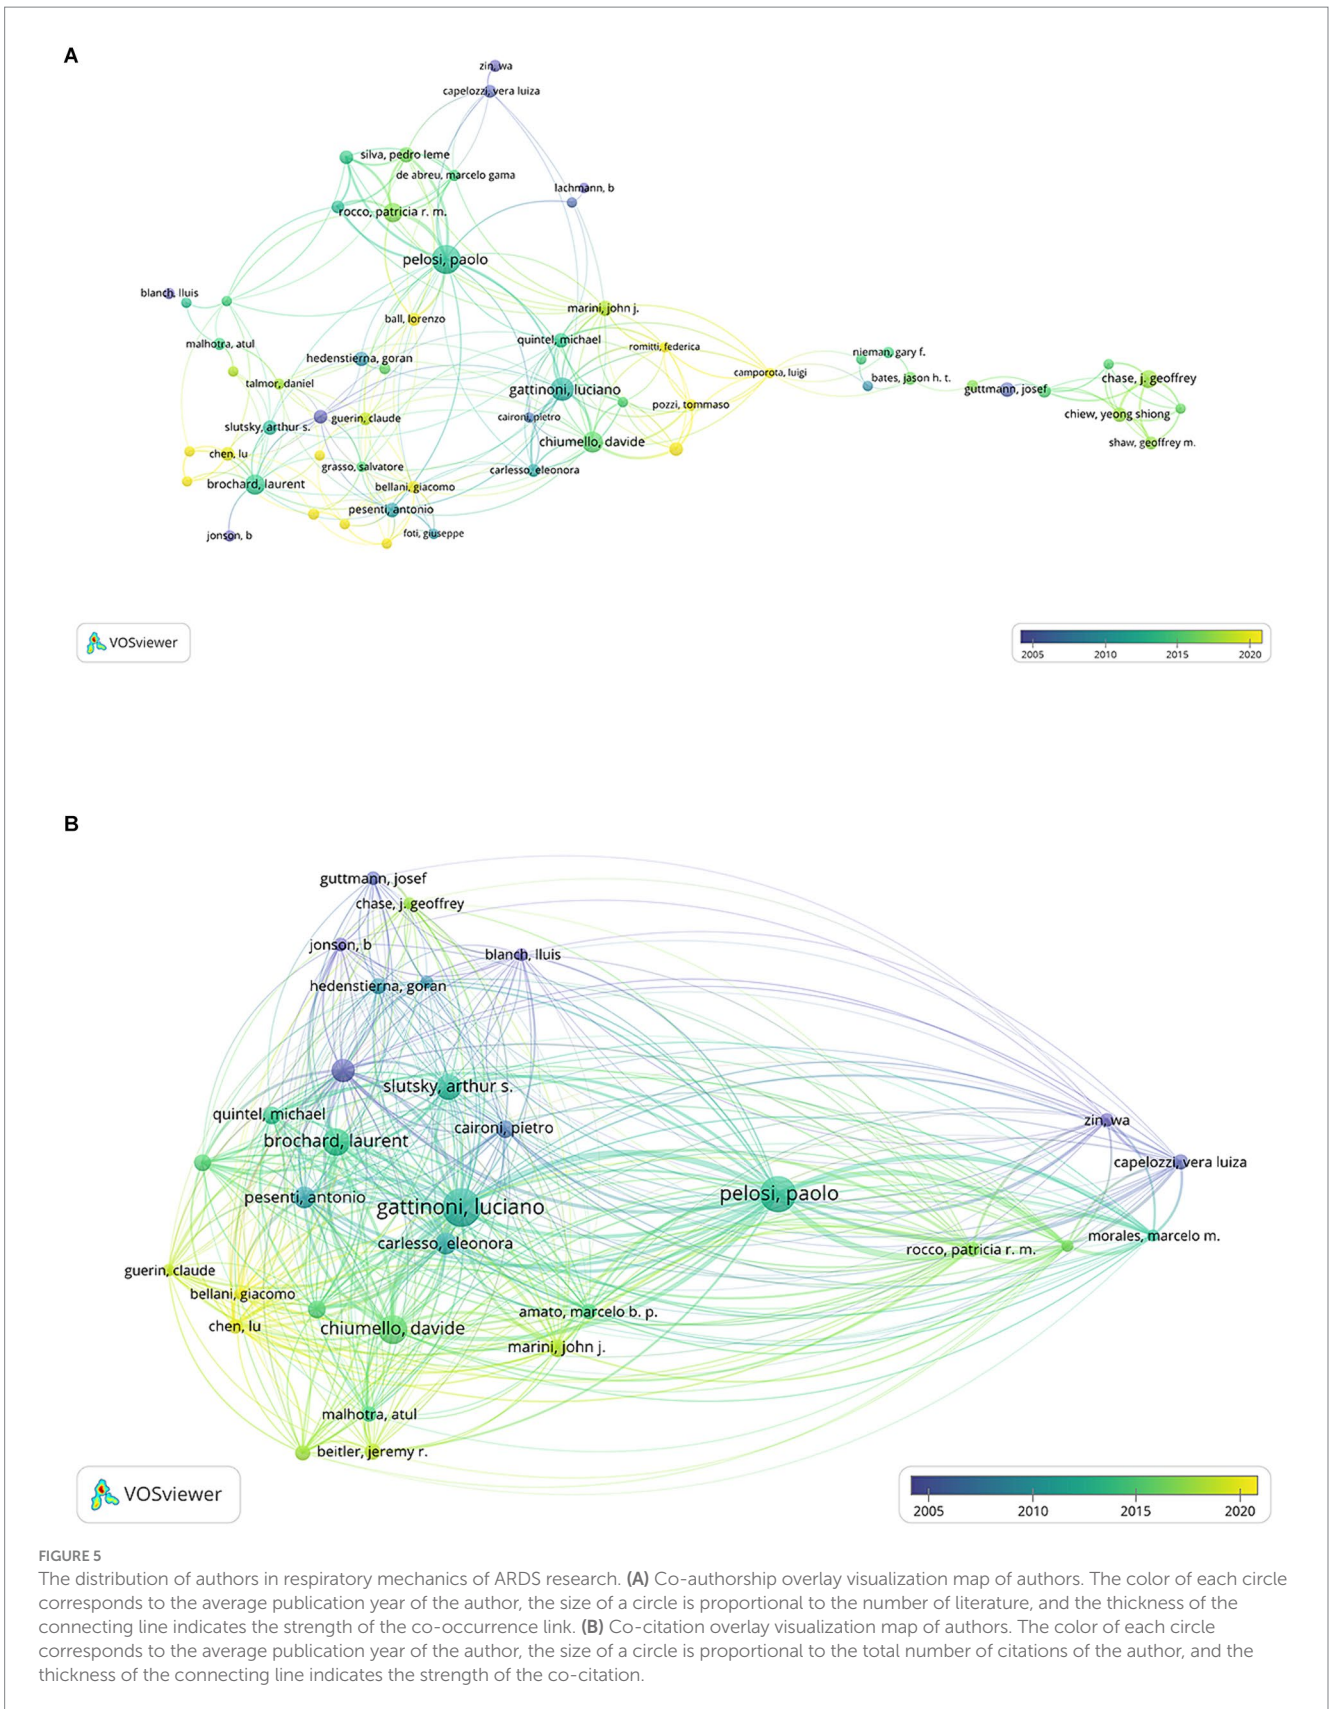 A
zin, wa
capelozzi, vera luiza
silva, pedro leme
de abreu, marcelo gama
lachmann, b
rocco, patricia r. m.
pelosi, paolo
blanch, lluis
marini, john j.
ball, lorenzo
malhotra, atul
quintel, michael
romitti, federica
nieman, gary f.
hedenstierna, goran
camporota, luigi
bates, jason h. t.
chase, j. geoffrey
talmor, daniel
gattinoni, luciano
guttmann, josef
pozzi, tommaso
slutsky, arthur s.
guerin, claude
caironi, pietro
chiew, yeong shiong
chiumello, davide
shaw, geoffrey m.
chen, lu
grasso, salvatore
carlesso, eleonora
brochard, laurent
bellani, giacomo
pesenti, antonio
jonson, b
foti, giuseppe
VOSviewer
2005 2010 2015 2020
B
guttmann, josef
chase, j. geoffrey
jonson, b
blanch, lluis
hedenstierna, goran
slutsky, arthur s.
quintel, michael
zin, wa
caironi, pietro
brochard, laurent
capelozzi, vera luiza
pesenti, antonio
pelosi, paolo
gattinoni, luciano
morales, marcelo m.
carlesso, eleonora
rocco, patricia r. m.
guerin, claude
bellani, giacomo
amato, marcelo b. p.
chen, lu
chiumello, davide
marini, john j.
malhotra, atul
beitler, jeremy r.
VOSviewer
2005 2010 2015 2020
FIGURE 5
The distribution of authors in respiratory mechanics of ARDS research. (A) Co-authorship overlay visualization map of authors. The color of each circle
corresponds to the average publication year of the author, the size of a circle is proportional to the number of literature, and the thickness of the
connecting line indicates the strength of the co-occurrence link. (B) Co-citation overlay visualization map of authors. The color of each circle
corresponds to the average publication year of the author, the size of a circle is proportional to the total number of citations of the author, and the
thickness of the connecting line indicates the strength of the co-citation.